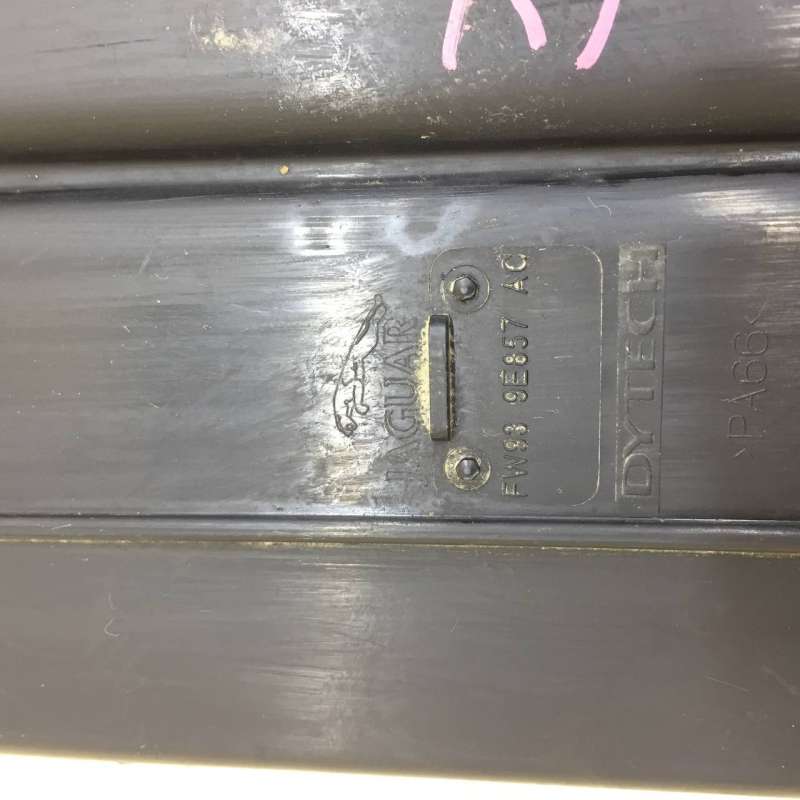 JAGUAR
FW93 9E857 AC
DYTECH
>PA66<